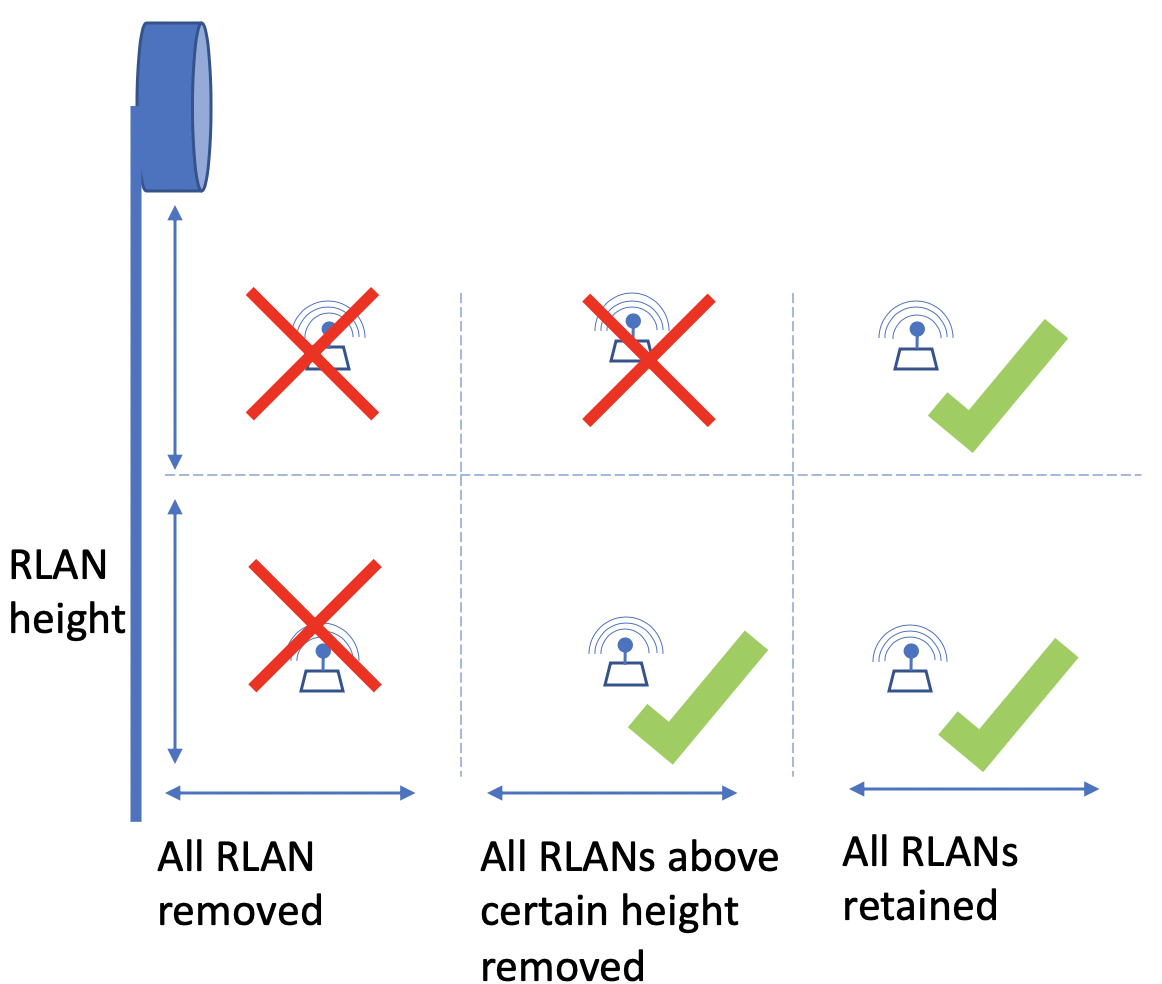 RLAN
height
All RLAN
removed
All RLANs above
certain height
removed
All RLANs
retained